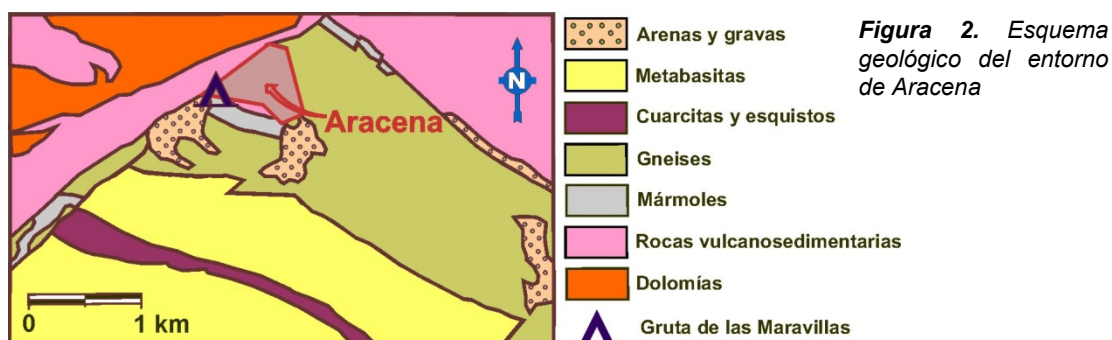 N
Aracena
0 1 km
Arenas y gravas
Metabasitas
Cuarcitas y esquistos
Gneises
Mármoles
Rocas vulcanosedimentarias
Dolomías
Gruta de las Maravillas
Figura 2. Esquema
geológico del entorno
de Aracena